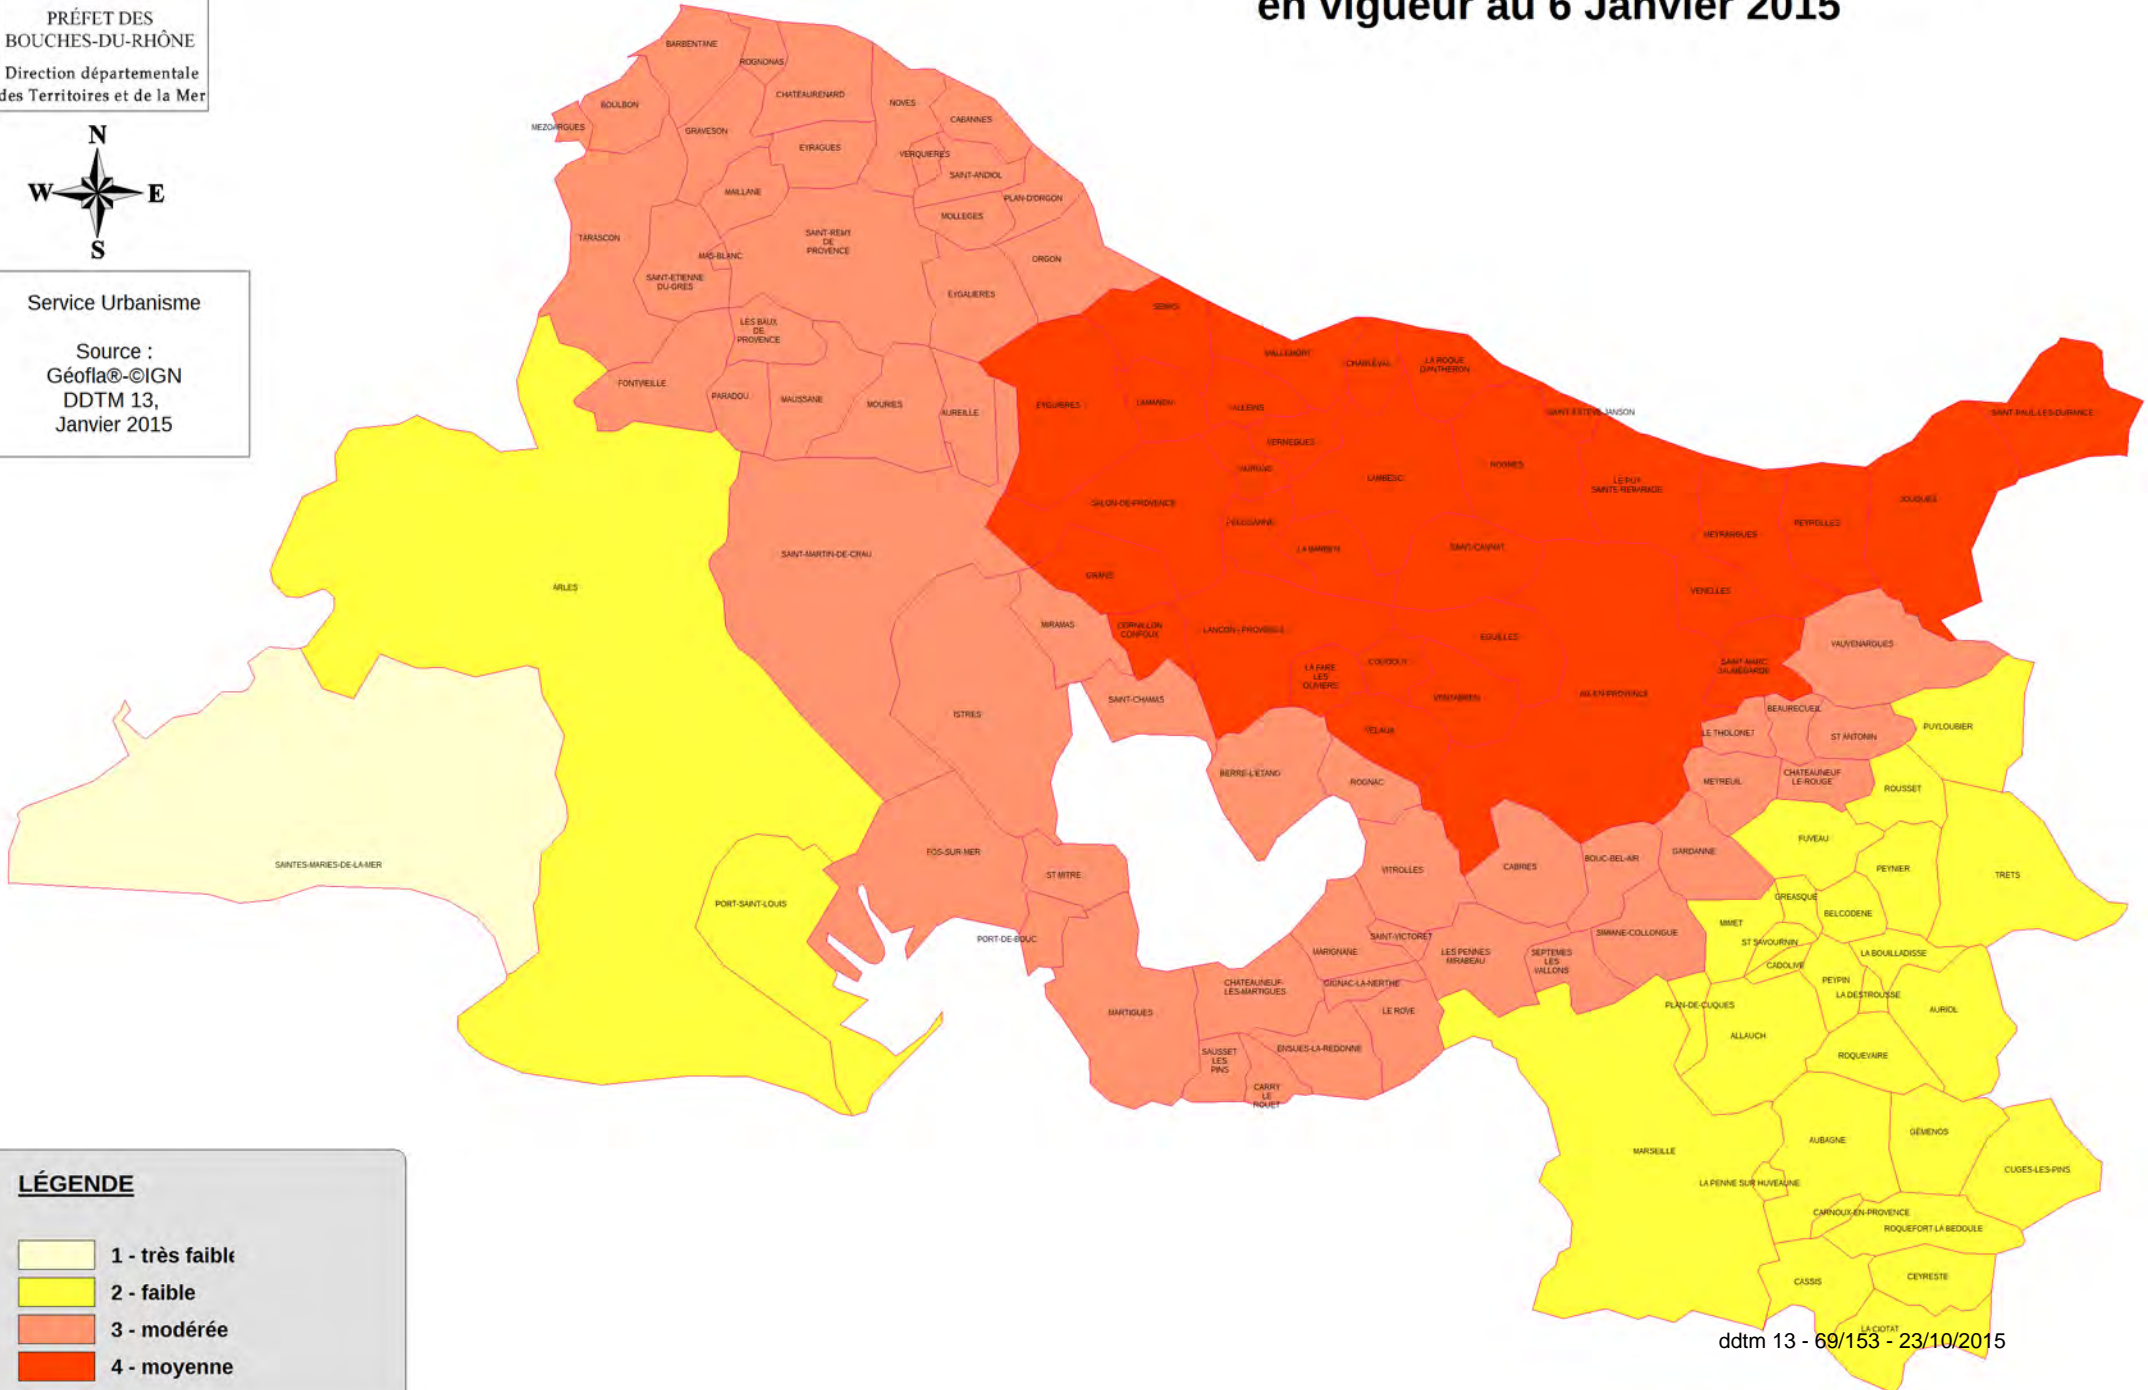 en vigueur au 6 Janvier 2015
PRÉFET DES
BOUCHES-DU-RHÔNE
Direction départementale
des Territoires et de la Mer
N
W E
S
Service Urbanisme
Source :
Géofla®-©IGN
DDTM 13,
Janvier 2015
BARBENTANE
ROGNONAS
BOULBON
CHATEAURENARD
NOVES
CABANNES
MEZOARGUES
GRAVESON
EYRAGUES
VERQUIERES
SAINT-ANDIOL
MAILLANE
PLAN-D'ORGON
MOLLEGES
TARASCON
SAINT-REMY
DE
PROVENCE
MAS-BLANC
ORGON
SAINT-ETIENNE
DU-GRES
EYGALIERES
SENAS
LES BAUX
DE
PROVENCE
MALLEMORT
CHARLEVAL
LA ROQUE
D'ANTHERON
FONTVIEILLE
PARADOU
MAUSSANE
MOURIES
AUREILLE
EYGUIERES
LAMANON
ALLEINS
SAINT-ESTEVE-JANSON
SAINT-PAUL-LES-DURANCE
VERNEGUES
AURONS
LAMBESC
ROGNES
LE PUY
SAINTE-REPARADE
SALON-DE-PROVENCE
JOUQUES
PELISSANNE
PEYROLLES
MEYRARGUES
LA BARBEN
SAINT-CANNAT
SAINT-MARTIN-DE-CRAU
GRANS
ARLES
VENELLES
MIRAMAS
CORNILLON
CONFOUX
LANCON-PROVENCE
EGUILLES
VAUVENARGUES
COUDOUX
LA FARE
LES
OLIVIERS
SAINT-MARC
JAUMEGARDE
SAINT-CHAMAS
VENTABREN
AIX-EN-PROVENCE
ISTRES
BEAURECUEIL
VELAUX
LE THOLONET
ST ANTONIN
PUYLOUBIER
BERRE-L'ETANG
ROGNAC
MEYREUIL
CHATEAUNEUF
LE-ROUGE
ROUSSET
FUVEAU
SAINTES-MARIES-DE-LA-MER
FOS-SUR-MER
ST MITRE
VITROLLES
CABRIES
BOUC-BEL-AIR
GARDANNE
PEYNIER
TRETS
PORT-SAINT-LOUIS
GREASQUE
BELCODENE
MIMET
PORT-DE-BOUC
SAINT-VICTORET
SIMIANE-COLLONGUE
ST SAVOURNIN
MARIGNANE
LES PENNES
MIRABEAU
SEPTEMES
LES
VALLONS
CADOLIVE
LA BOUILLADISSE
PEYPIN
CHATEAUNEUF-
LES-MARTIGUES
GIGNAC-LA-NERTHE
LA DESTROUSSE
MARTIGUES
LE ROVE
PLAN-DE-CUQUES
AURIOL
ALLAUCH
ENSUES-LA-REDONNE
SAUSSET
LES
PINS
ROQUEVAIRE
CARRY
LE
ROUET
GÉMENOS
AUBAGNE
MARSEILLE
CUGES-LES-PINS
LA PENNE SUR HUVEAUNE
CARNOUX-EN-PROVENCE
ROQUEFORT-LA BEDOULE
CASSIS
CEYRESTE
LA CIOTAT
LÉGENDE
1 - très faible
2 - faible
3 - modérée
4 - moyenne
ddtm 13 - 69/153 - 23/10/2015